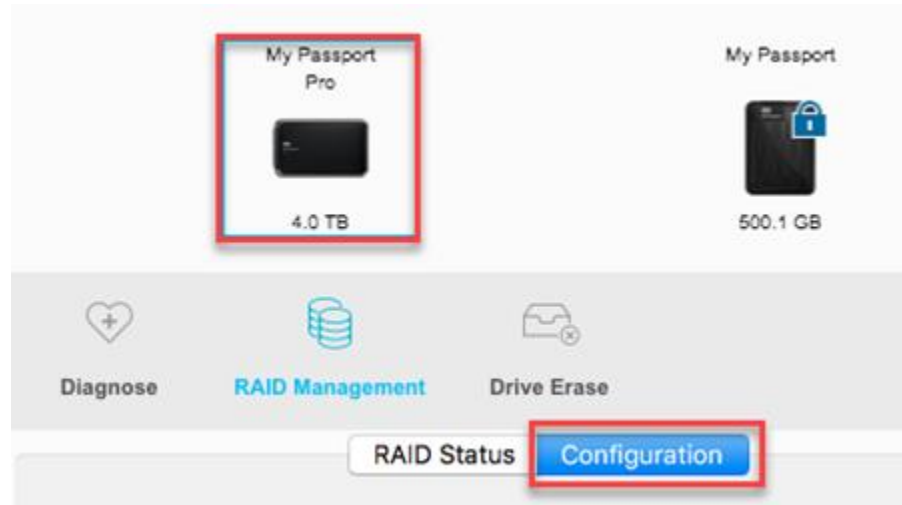 My Passport
Pro
4.0 TB
My Passport
500.1 GB
Diagnose
RAID Management
Drive Erase
RAID Status
Configuration